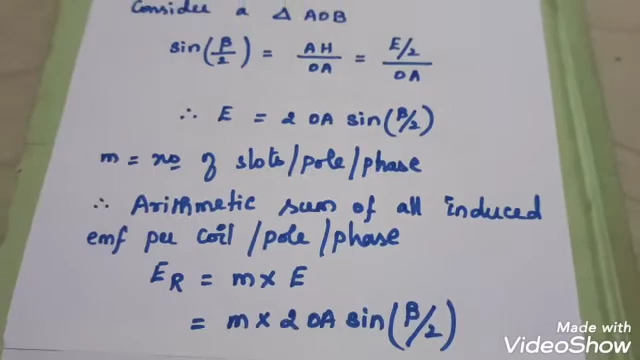 Consider a Δ AOB
sin(β/2) = AH/OA = E/2/OA
∴ E = 2 OA sin(β/2)
m = no of slots/pole/phase
∴ Arithmetic sum of all induced
emf per coil/pole/phase
E_R = m × E
= m × 2 OA sin(β/2)
Made with
VideoShow